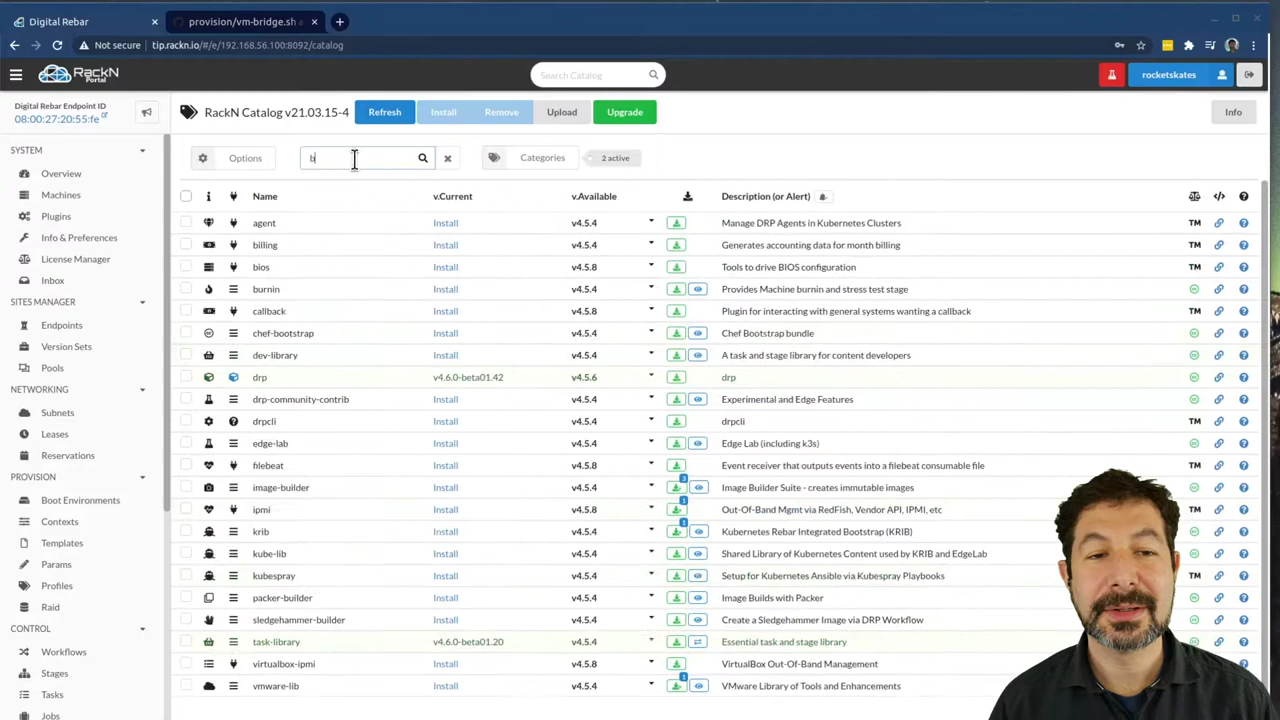 Digital Rebar
provision/vm-bridge.sh a
Not secure
tip.rackn.io/#/e/192.168.56.100:8092/catalog
RackN
Portal
Search Catalog
rocketskates
Digital Rebar Endpoint ID
08:00:27:20:55:fe
RackN Catalog v21.03.15-4
Refresh
Install
Remove
Upload
Upgrade
Info
SYSTEM
Overview
Machines
Plugins
Info & Preferences
License Manager
Inbox
SITES MANAGER
Endpoints
Version Sets
Pools
NETWORKING
Subnets
Leases
Reservations
PROVISION
Boot Environments
Contexts
Templates
Params
Profiles
Raid
CONTROL
Workflows
Stages
Tasks
Jobs
Options
b
Categories
2 active
Name v.Current v.Available Description (or Alert)
agent Install v4.5.4 Manage DRP Agents in Kubernetes Clusters TM
billing Install v4.5.4 Generates accounting data for month billing TM
bios Install v4.5.8 Tools to drive BIOS configuration TM
burnin Install v4.5.4 Provides Machine burnin and stress test stage
callback Install v4.5.8 Plugin for interacting with general systems wanting a callback TM
chef-bootstrap Install v4.5.4 Chef Bootstrap bundle
dev-library Install v4.5.4 A task and stage library for content developers
drp v4.6.0-beta01.42 v4.5.6 drp
drp-community-contrib Install v4.5.4 Experimental and Edge Features
drpcli Install v4.5.4 drpcli TM
edge-lab Install v4.5.4 Edge Lab (including k3s)
filebeat Install v4.5.8 Event receiver that outputs events into a filebeat consumable file TM
image-builder Install v4.5.4 3 Image Builder Suite - creates immutable images
ipmi Install v4.5.8 1 Out-Of-Band Mgmt via RedFish, Vendor API, IPMI, etc
krib Install v4.5.4 1 Kubernetes Rebar Integrated Bootstrap (KRIB)
kube-lib Install v4.5.4 Shared Library of Kubernetes Content used by KRIB and EdgeLab
kubespray Install v4.5.4 Setup for Kubernetes Ansible via Kubespray Playbooks TM
packer-builder Install v4.5.4 Image Builds with Packer
sledgehammer-builder Install v4.5.4 Create a Sledgehammer Image via DRP Workflow
task-library v4.6.0-beta01.20 v4.5.4 Essential task and stage library
virtualbox-ipmi Install v4.5.8 VirtualBox Out-Of-Band Management
vmware-lib Install v4.5.4 1 VMware Library of Tools and Enhancements